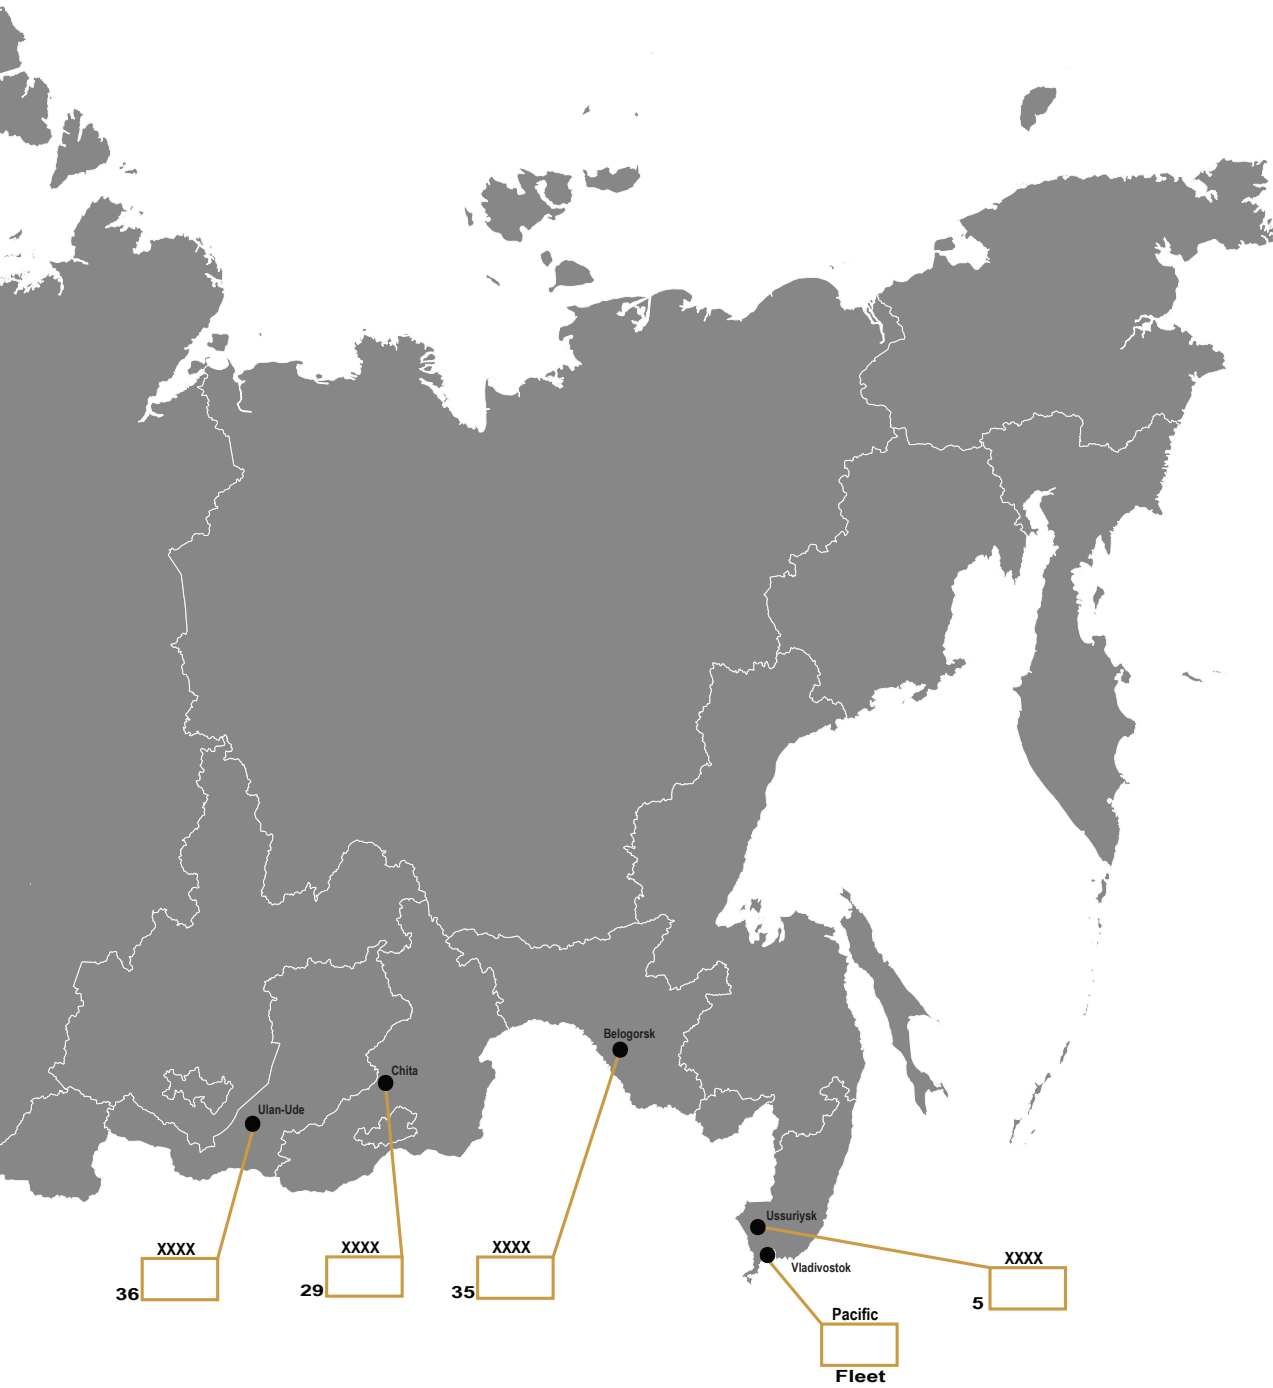 Belogorsk
Chita
Ulan-Ude
Ussuriysk
Vladivostok
XXXX
36
XXXX
29
XXXX
35
XXXX
5
Pacific
Fleet